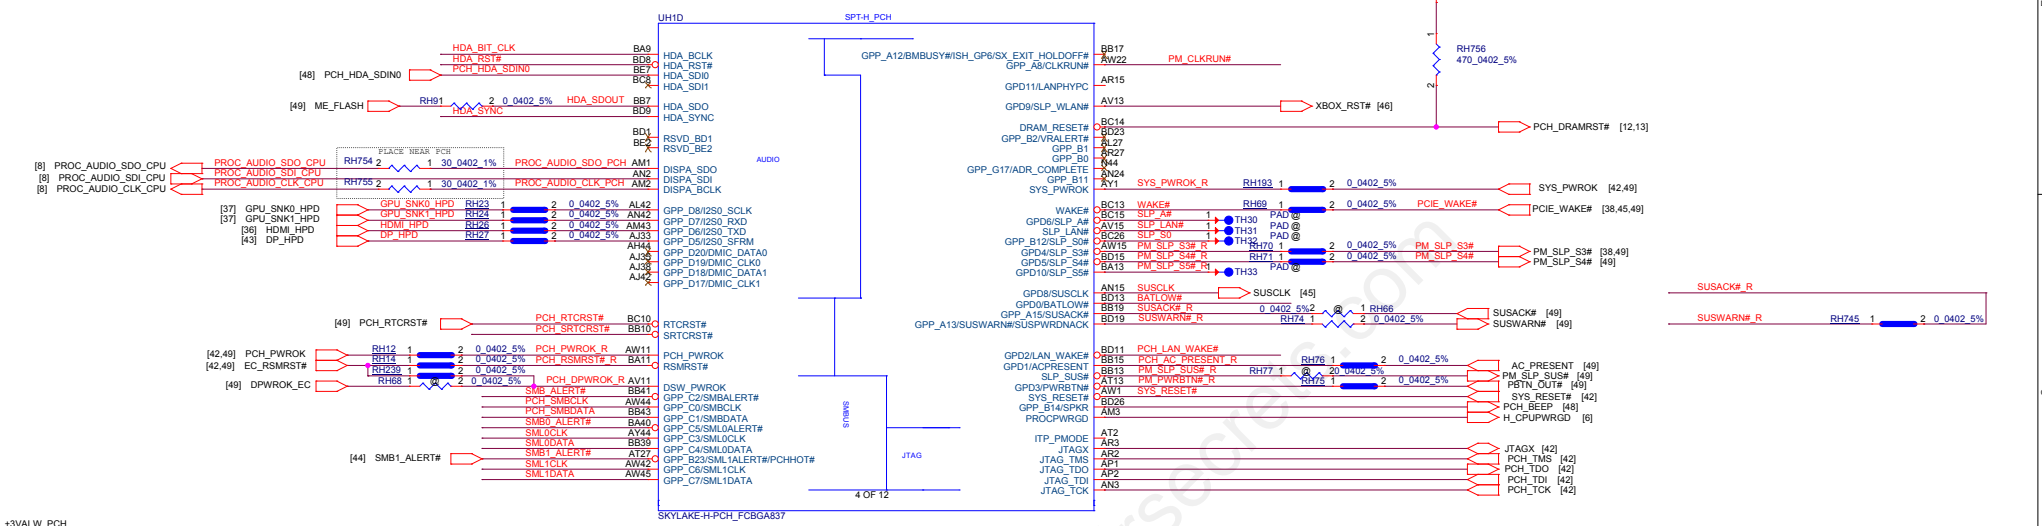 UH1D
SPT-H_PCH
HDA_BIT_CLK BA9 HDA_BCLK
HDA_RST# BD8 HDA_RST#
[48] PCH_HDA_SDIN0 PCH_HDA_SDIN0 BE7 HDA_SDI0
BC8 HDA_SDI1
[49] ME_FLASH RH91 2 0_0402_5% HDA_SDOUT BB7 HDA_SDO
HDA_SYNC BD9 HDA_SYNC
BD1 RSVD_BD1
BE2 RSVD_BE2
AUDIO
PLACE NEAR PCH
[8] PROC_AUDIO_SDO_CPU PROC_AUDIO_SDO_CPU RH754 2 1 30_0402_1% PROC_AUDIO_SDO_PCH AM1 DISPA_SDO
[8] PROC_AUDIO_SDI_CPU PROC_AUDIO_SDI_CPU AN2 DISPA_SDI
[8] PROC_AUDIO_CLK_CPU PROC_AUDIO_CLK_CPU RH755 2 1 30_0402_1% PROC_AUDIO_CLK_PCH AM2 DISPA_BCLK
[37] GPU_SNK0_HPD GPU_SNK0_HPD RH23 1 2 0_0402_5% AL42 GPP_D8/I2S0_SCLK
[37] GPU_SNK1_HPD GPU_SNK1_HPD RH24 1 2 0_0402_5% AN42 GPP_D7/I2S0_RXD
[36] HDMI_HPD HDMI_HPD RH26 1 2 0_0402_5% AM43 GPP_D6/I2S0_TXD
[43] DP_HPD DP_HPD RH27 1 2 0_0402_5% AJ33 GPP_D5/I2S0_SFRM
AH44 GPP_D20/DMIC_DATA0
AJ35 GPP_D19/DMIC_CLK0
AJ38 GPP_D18/DMIC_DATA1
AJ42 GPP_D17/DMIC_CLK1
[49] PCH_RTCRST# PCH_RTCRST# BC10 RTCRST#
PCH_SRTCRST# BB10 SRTCRST#
[42,49] PCH_PWROK RH12 1 2 0_0402_5% PCH_PWROK_R AW11 PCH_PWROK
[42,49] EC_RSMRST# RH14 1 2 0_0402_5% PCH_RSMRST#_R BA11 RSMRST#
RH239 1 2 0_0402_5%
[49] DPWROK_EC RH68 1 @ 2 0_0402_5% PCH_DPWROK_R AV11 DSW_PWROK
SMB_ALERT# BB41 GPP_C2/SMBALERT#
PCH_SMBCLK AW44 GPP_C0/SMBCLK
PCH_SMBDATA BB43 GPP_C1/SMBDATA
SMB0_ALERT# BA40 GPP_C5/SML0ALERT#
SML0CLK AY44 GPP_C3/SML0CLK
SML0DATA BB39 GPP_C4/SML0DATA
[44] SMB1_ALERT# SMB1_ALERT# AT27 GPP_B23/SML1ALERT#/PCHHOT#
SML1CLK AW42 GPP_C6/SML1CLK
SML1DATA AW45 GPP_C7/SML1DATA
SMBUS
JTAG
4 OF 12
SKYLAKE-H-PCH_FCBGA837
GPP_A12/BMBUSY#/ISH_GP6/SX_EXIT_HOLDOFF# BB17
GPP_A8/CLKRUN# AW22 PM_CLKRUN#
GPD11/LANPHYPC AR15
GPD9/SLP_WLAN# AV13 XBOX_RST# [46]
1 RH756
470_0402_5%
2
DRAM_RESET# BC14 PCH_DRAMRST# [12,13]
GPP_B2/VRALERT# BD23
GPP_B1 AL27
GPP_B0 AR27
GPP_G17/ADR_COMPLETE N44
GPP_B11 AN24
SYS_PWROK AY1 SYS_PWROK_R RH193 1 2 0_0402_5% SYS_PWROK [42,49]
WAKE# BC13 WAKE# RH69 1 2 0_0402_5% PCIE_WAKE# PCIE_WAKE# [38,45,49]
GPD6/SLP_A# BC15 SLP_A# 1 TH30 PAD @
SLP_LAN# AV15 SLP_LAN# 1 TH31 PAD @
GPP_B12/SLP_S0# BC26 SLP_S0 1 TH32 PAD @
GPD4/SLP_S3# AW15 PM_SLP_S3#_R RH70 1 2 0_0402_5% PM_SLP_S3# PM_SLP_S3# [38,49]
GPD5/SLP_S4# BD15 PM_SLP_S4#_R RH71 1 2 0_0402_5% PM_SLP_S4# PM_SLP_S4# [49]
GPD10/SLP_S5# BA13 PM_SLP_S5#_R 1 TH33 PAD @
GPD8/SUSCLK AN15 SUSCLK SUSCLK [45]
GPD0/BATLOW# BD13 BATLOW#
GPP_A15/SUSACK# BB19 SUSACK#_R 0_0402_5% 2 @ 1 RH66 SUSACK# [49]
GPP_A13/SUSWARN#/SUSPWRDNACK BD19 SUSWARN#_R RH74 1 2 0_0402_5% SUSWARN# [49]
SUSACK#_R
SUSWARN#_R RH745 1 2 0_0402_5%
GPD2/LAN_WAKE# BD11 PCH_LAN_WAKE#
GPD1/ACPRESENT BB15 PCH_AC_PRESENT_R RH76 1 2 0_0402_5% AC_PRESENT [49]
SLP_SUS# BB13 PM_SLP_SUS#_R RH77 1 @ 2 0_0402_5% PM_SLP_SUS# [49]
GPD3/PWRBTN# AT13 PM_PWRBTN#_R RH75 1 2 0_0402_5% PBTN_OUT# [49]
SYS_RESET# AW1 SYS_RESET# SYS_RESET# [42]
GPP_B14/SPKR BD26 PCH_BEEP [48]
PROCPWRGD AM3 H_CPUPWRGD [6]
ITP_PMODE AT2
JTAGX AR3 JTAGX [42]
JTAG_TMS AR2 PCH_TMS [42]
JTAG_TDO AP1 PCH_TDO [42]
JTAG_TDI AP2 PCH_TDI [42]
JTAG_TCK AN3 PCH_TCK [42]
+3VALW_PCH
rsecrets.com